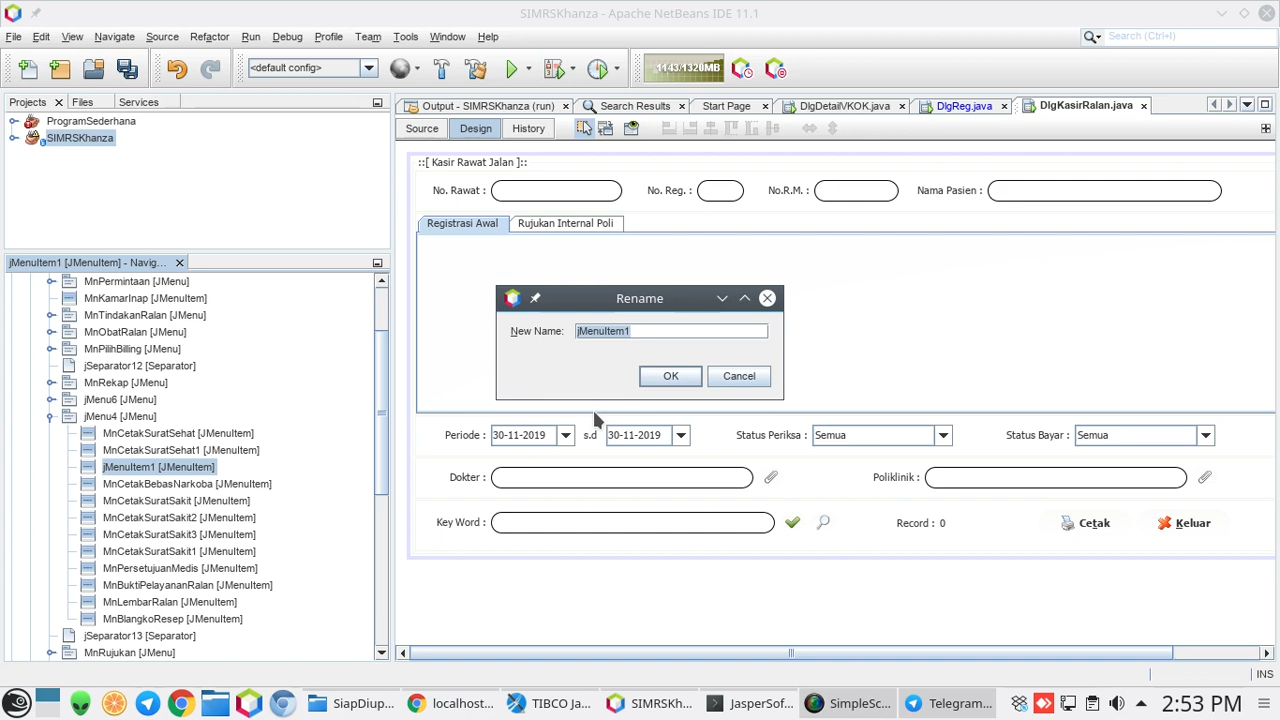 SIMRSKhanza - Apache NetBeans IDE 11.1
File Edit View Navigate Source Refactor Run Debug Profile Team Tools Window Help
Search (Ctrl+I)
<default config>
1143/1320MB
Projects Files Services
Output - SIMRSKhanza (run) Search Results Start Page DlgDetailVKOK.java DlgReg.java DlgKasirRalan.java
ProgramSederhana
SIMRSKhanza
Source Design History
::[ Kasir Rawat Jalan ]::
No. Rawat : No. Reg. : No.R.M. : Nama Pasien :
Registrasi Awal Rujukan Internal Poli
jMenuItem1 [JMenuItem] - Navig...
MnPermintaan [JMenu]
MnKamarInap [JMenuItem]
MnTindakanRalan [JMenu]
MnObatRalan [JMenu]
MnPilihBilling [JMenu]
jSeparator12 [Separator]
MnRekap [JMenu]
jMenu6 [JMenu]
jMenu4 [JMenu]
MnCetakSuratSehat [JMenuItem]
MnCetakSuratSehat1 [JMenuItem]
jMenuItem1 [JMenuItem]
MnCetakBebasNarkoba [JMenuItem]
MnCetakSuratSakit [JMenuItem]
MnCetakSuratSakit2 [JMenuItem]
MnCetakSuratSakit3 [JMenuItem]
MnCetakSuratSakit1 [JMenuItem]
MnPersetujuanMedis [JMenuItem]
MnBuktiPelayananRalan [JMenuItem]
MnLembarRalan [JMenuItem]
MnBlangkoResep [JMenuItem]
jSeparator13 [Separator]
MnRujukan [JMenu]
Rename
New Name: jMenuItem1
OK Cancel
Periode : 30-11-2019 s.d 30-11-2019 Status Periksa : Semua Status Bayar : Semua
Dokter : Poliklinik :
Key Word : Record : 0 Cetak Keluar
INS
SiapDiup... localhost... TIBCO Ja... SIMRSKh... JasperSof... SimpleSc... Telegram... 2:53 PM